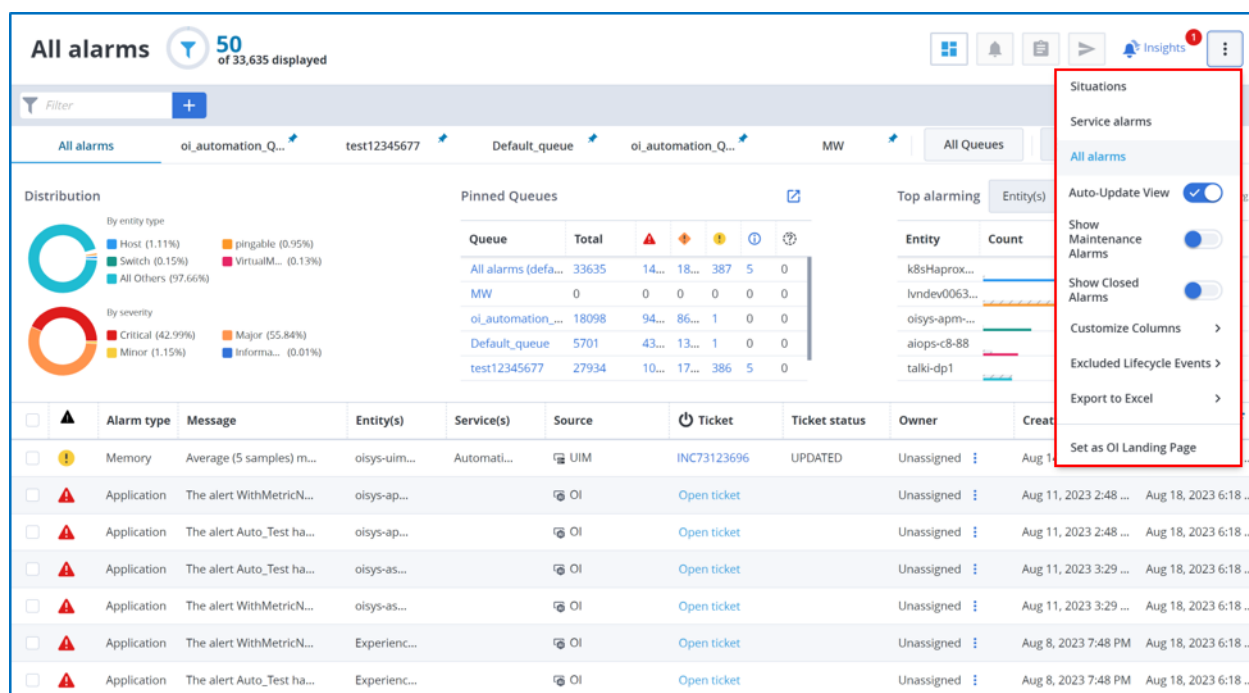 All alarms
50
of 33,635 displayed
Insights
1
Filter
+
All alarms oi_automation_Q... test12345677 Default_queue oi_automation_Q... MW All Queues
Distribution
By entity type
Host (1.11%) pingable (0.95%)
Switch (0.15%) VirtualM... (0.13%)
All Others (97.66%)
By severity
Critical (42.99%) Major (55.84%)
Minor (1.15%) Informa... (0.01%)
Pinned Queues
Queue Total
All alarms (defa... 33635 14... 18... 387 5 0
MW 0 0 0 0 0 0
oi_automation_... 18098 94... 86... 1 0 0
Default_queue 5701 43... 13... 1 0 0
test12345677 27934 10... 17... 386 5 0
Top alarming Entity(s)
Entity Count
k8sHaprox...
lvndev0063...
oisys-apm-...
aiops-c8-88
talki-dp1
Situations
Service alarms
All alarms
Auto-Update View
Show
Maintenance
Alarms
Show Closed
Alarms
Customize Columns
Excluded Lifecycle Events
Export to Excel
Set as OI Landing Page
Alarm type Message Entity(s) Service(s) Source Ticket Ticket status Owner Creat
Memory Average (5 samples) m... oisys-uim... Automati... UIM INC73123696 UPDATED Unassigned Aug 1
Application The alert WithMetricN... oisys-ap... OI Open ticket Unassigned Aug 11, 2023 2:48 ... Aug 18, 2023 6:18 ..
Application The alert Auto_Test ha... oisys-ap... OI Open ticket Unassigned Aug 11, 2023 2:48 ... Aug 18, 2023 6:18 ..
Application The alert Auto_Test ha... oisys-as... OI Open ticket Unassigned Aug 11, 2023 3:29 ... Aug 18, 2023 6:18 ..
Application The alert WithMetricN... oisys-as... OI Open ticket Unassigned Aug 11, 2023 3:29 ... Aug 18, 2023 6:18 ..
Application The alert WithMetricN... Experienc... OI Open ticket Unassigned Aug 8, 2023 7:48 PM Aug 18, 2023 6:18 ..
Application The alert Auto_Test ha... Experienc... OI Open ticket Unassigned Aug 8, 2023 7:48 PM Aug 18, 2023 6:18 ..